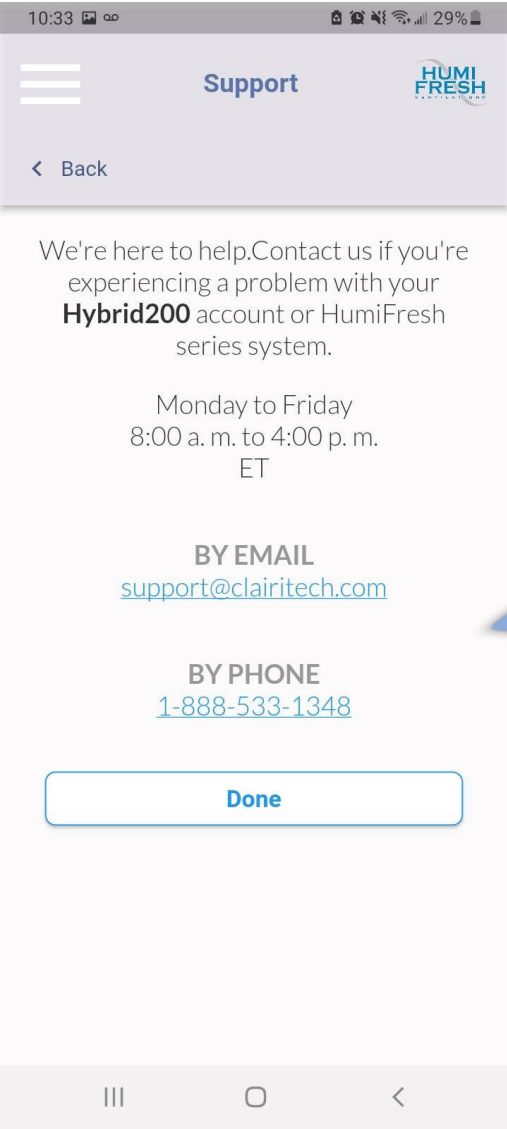 10:33 29%
Support
HUMI
FRESH
Back
We're here to help.Contact us if you're
experiencing a problem with your
Hybrid200 account or HumiFresh
series system.
Monday to Friday
8:00 a. m. to 4:00 p. m.
ET
BY EMAIL
support@clairitech.com
BY PHONE
1-888-533-1348
Done